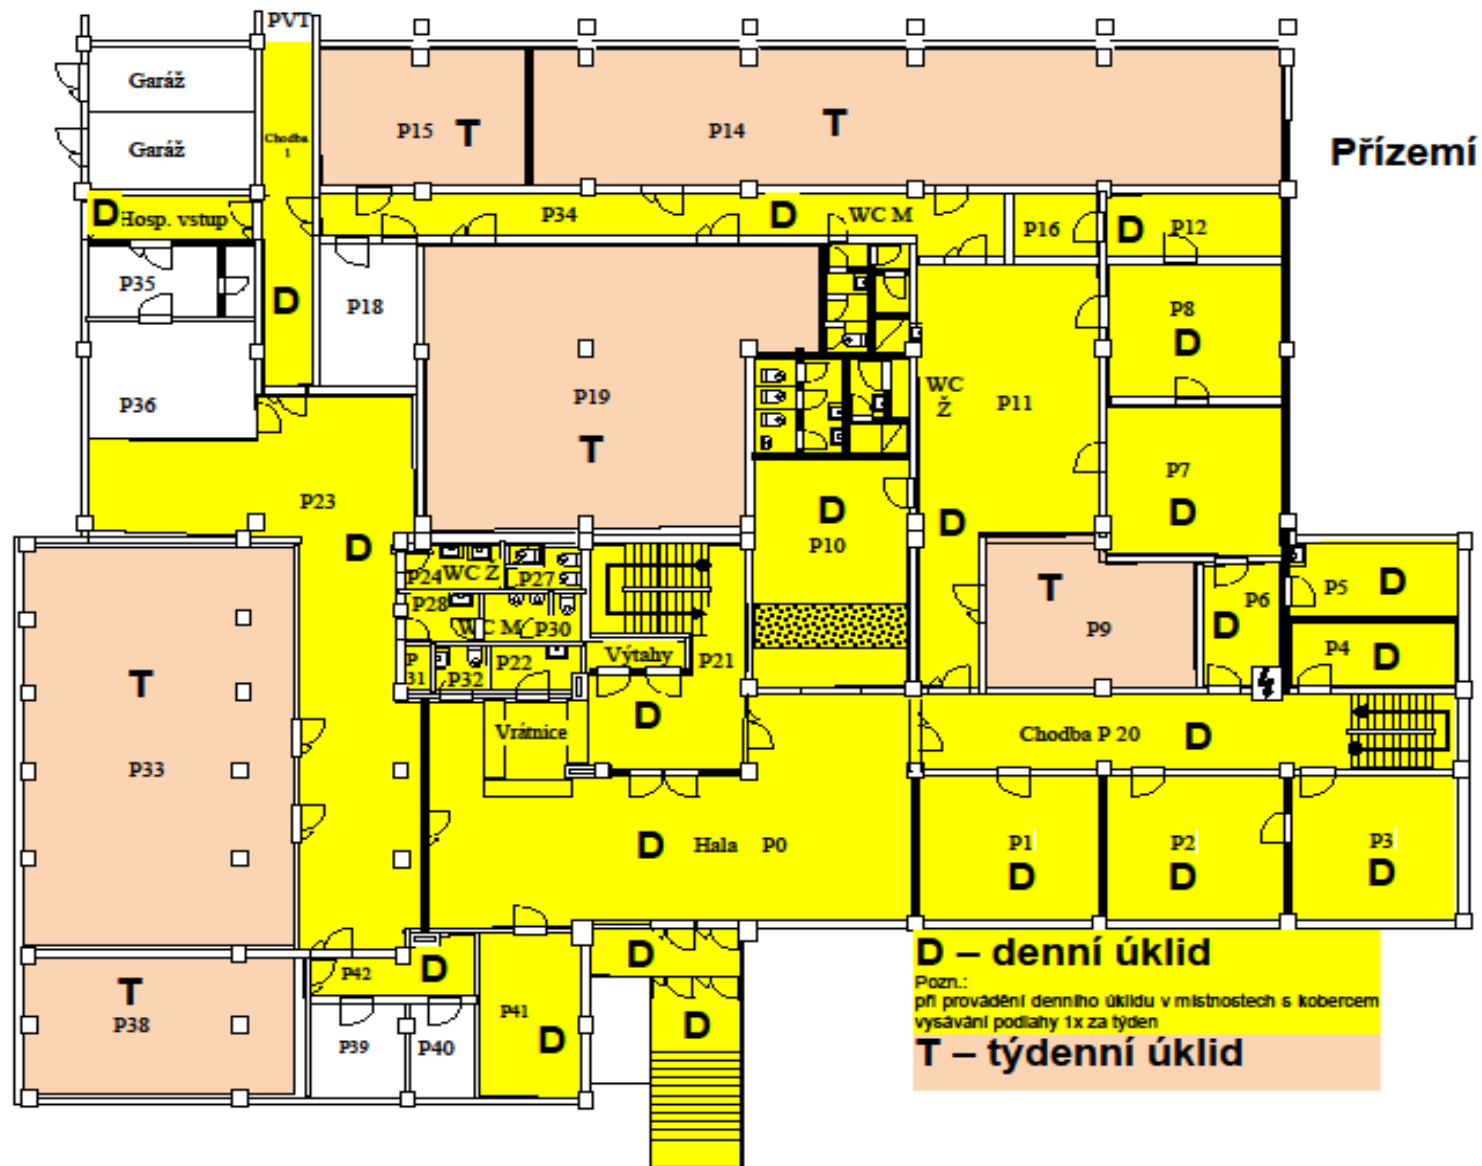 PVT
Garáž
P15 T
P14 T
Chodba
1
Garáž
Přízemí
D Hosp. vstup
P34 D WC M
P16
D P12
P35
D
P18
P8
D
P36
P19
T
WC
Ž
P11
P7
D
P23
D
D
P10
D
P24 WC Z P27
P28
WC M P30
P
31
P32
P22
Výtahy
P21
T
P9
P6
D
P5 D
P4 D
T
P33
Vrátnice
D
Chodba P 20 D
D Hala P0
P1
D
P2
D
P3
D
T
P38
P42 D
P39
P40
P41
D
D
D
D – denní úklid
Pozn.:
při provádění denního úklidu v místnostech s kobercem
vysávání podlahy 1x za týden
T – týdenní úklid